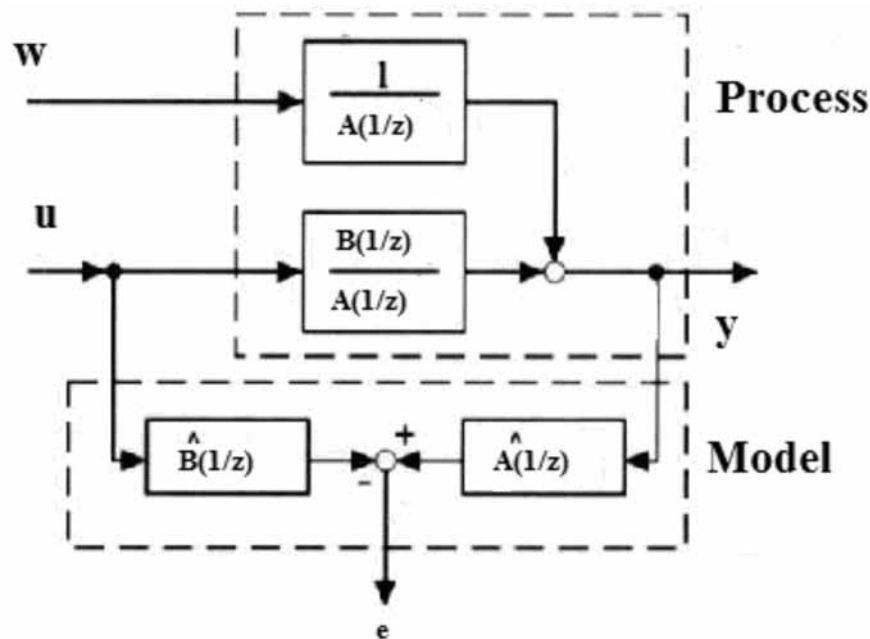 w
1
A(1/z)
Process
u
B(1/z)
A(1/z)
y
B̂(1/z)
-
+
Â(1/z)
Model
e